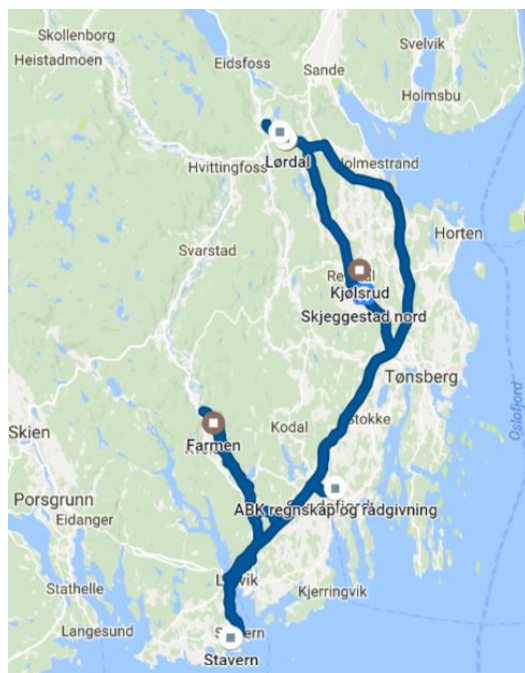 Skollenborg
Svelvik
Heistadmoen
Eidsfoss
Sande
Holmsbu
Lørdal
Holmestrand
Hvittingfoss
Horten
Svarstad
Kjølsrud
Skjeggestad nord
Tønsberg
Oslofjord
Skien
Farmen
Kodal
Stokke
Porsgrunn
ABK regnskap og rådgivning
Eidanger
Stathelle
Kjerringvik
Langesund
Stavern